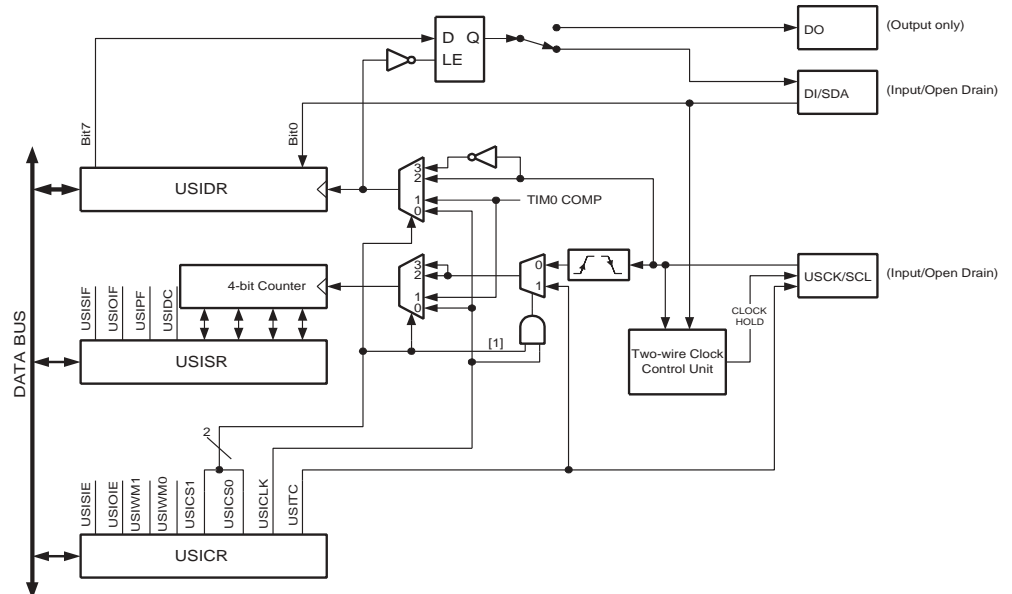 DO (Output only)
D Q
LE
DI/SDA (Input/Open Drain)
Bit7
Bit0
USIDR
3
2
1
0
TIM0 COMP
DATA BUS
4-bit Counter
3
2
1
0
0
1
USCK/SCL (Input/Open Drain)
CLOCK
HOLD
USISIF
USIOIF
USIPF
USIDC
USISR
[1]
Two-wire Clock
Control Unit
2
USISIE
USIOIE
USIWM1
USIWM0
USICS1
USICS0
USICLK
USITC
USICR